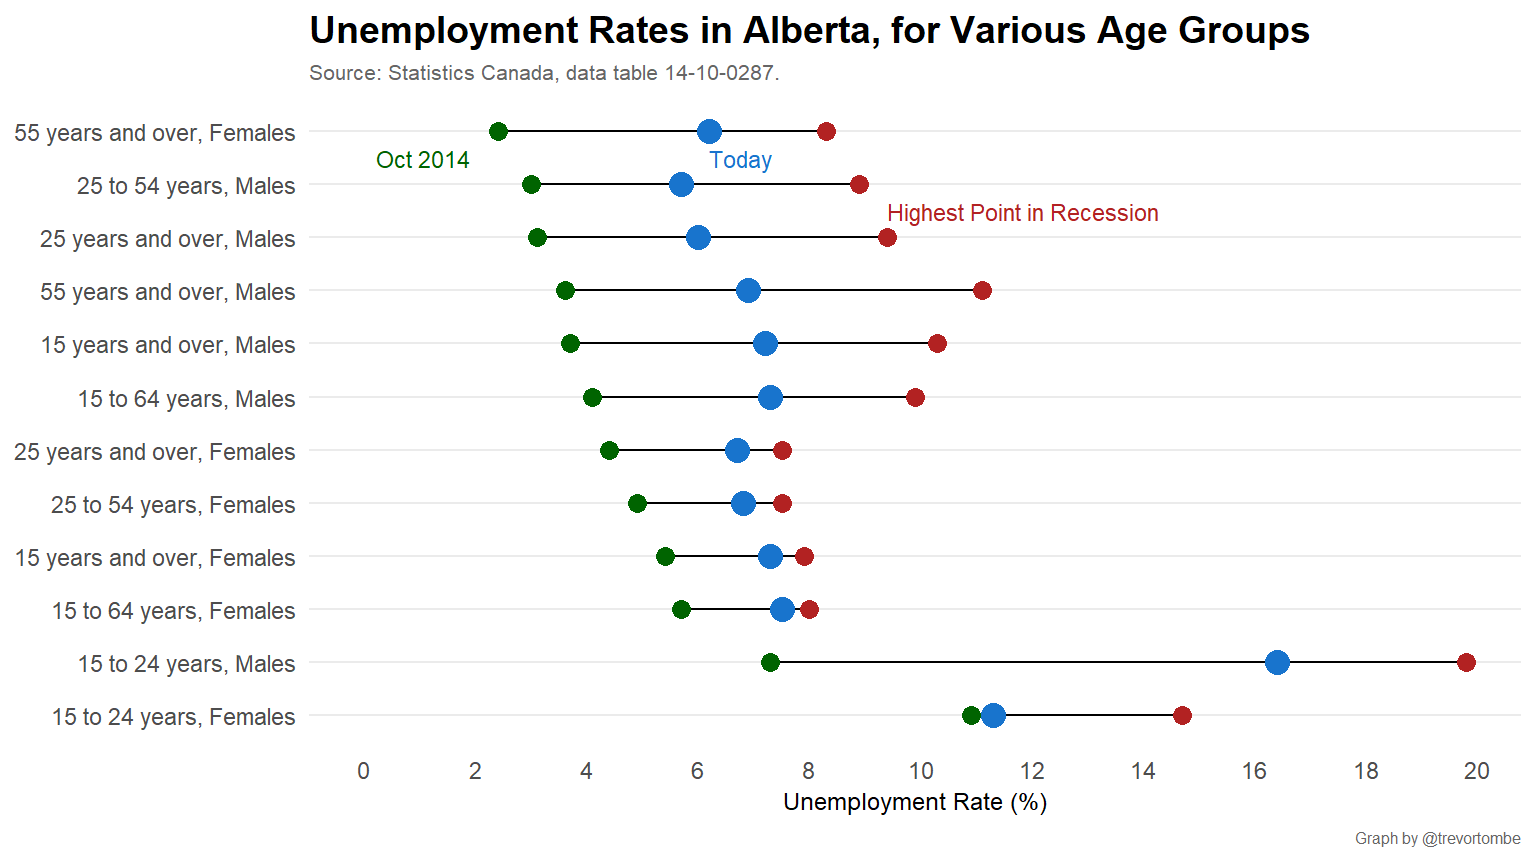 Unemployment Rates in Alberta, for Various Age Groups
Source: Statistics Canada, data table 14-10-0287.
55 years and over, Females
Oct 2014
Today
25 to 54 years, Males
Highest Point in Recession
25 years and over, Males
55 years and over, Males
15 years and over, Males
15 to 64 years, Males
25 years and over, Females
25 to 54 years, Females
15 years and over, Females
15 to 64 years, Females
15 to 24 years, Males
15 to 24 years, Females
0 2 4 6 8 10 12 14 16 18 20
Unemployment Rate (%)
Graph by @trevortombe